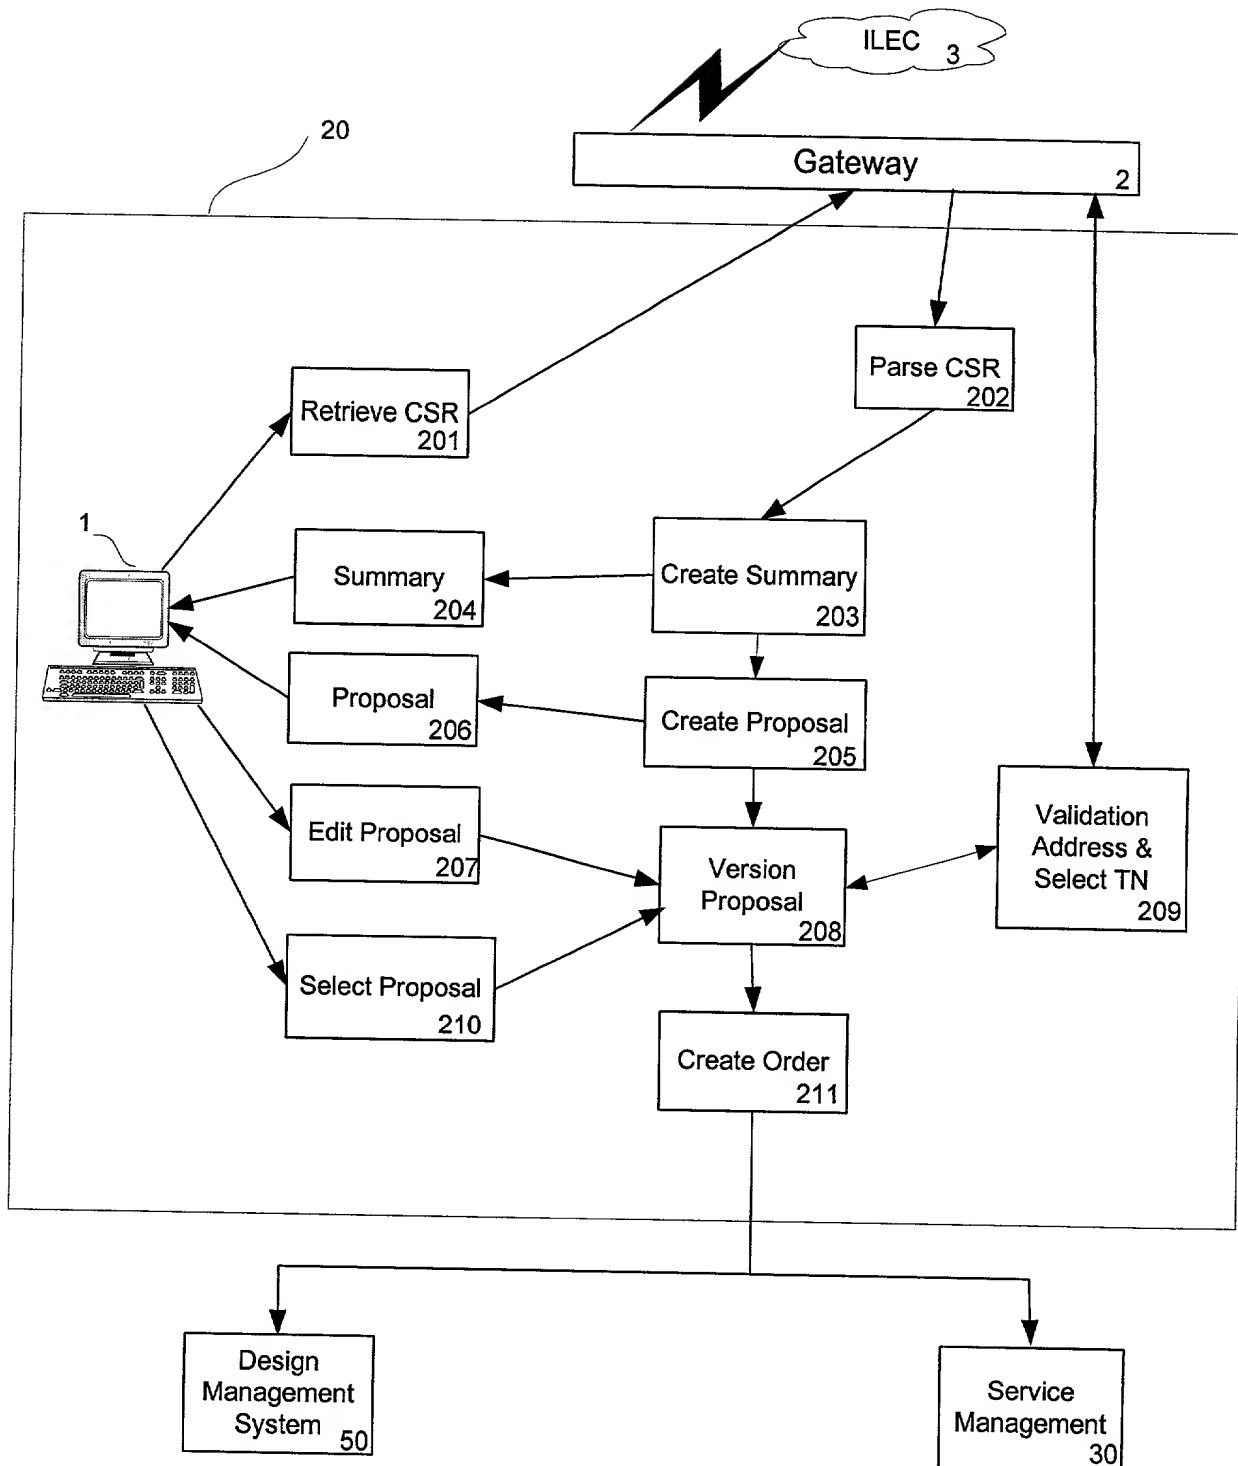 ILEC
3
20
Gateway
2
Parse CSR
202
Retrieve CSR
201
1
Summary
204
Create Summary
203
Proposal
206
Create Proposal
205
Edit Proposal
207
Version
Proposal
208
Validation
Address &
Select TN
209
Select Proposal
210
Create Order
211
Design
Management
System
50
Service
Management
30